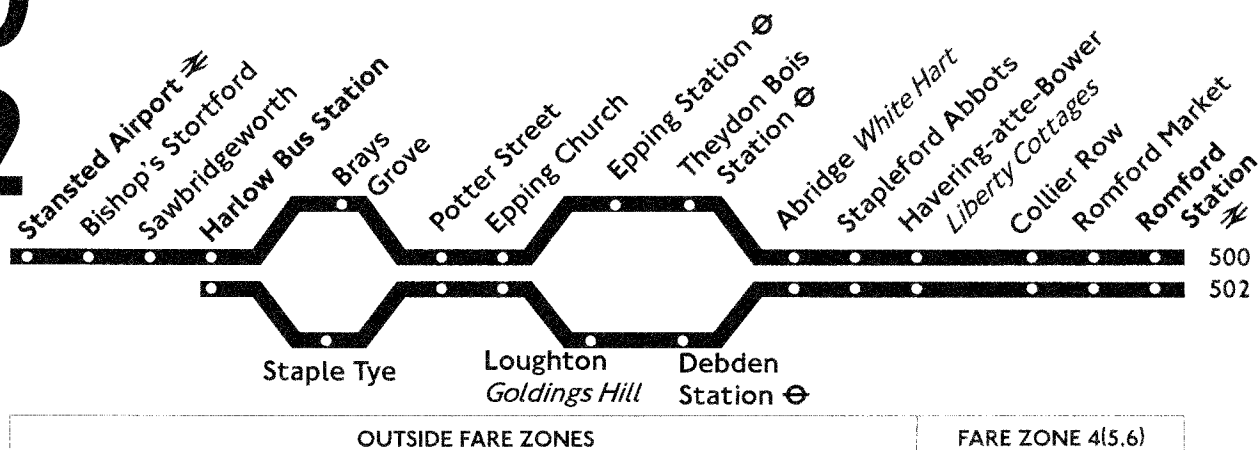 Stansted Airport
Bishop's Stortford
Sawbridgeworth
Harlow Bus Station
Brays
Grove
Potter Street
Epping Church
Epping Station
Theydon Bois
Station
Abridge White Hart
Stapleford Abbots
Havering-atte-Bower
Liberty Cottages
Collier Row
Romford Market
Romford
Station
500
502
Staple Tye
Loughton
Goldings Hill
Debden
Station
OUTSIDE FARE ZONES
FARE ZONE 4(5,6)